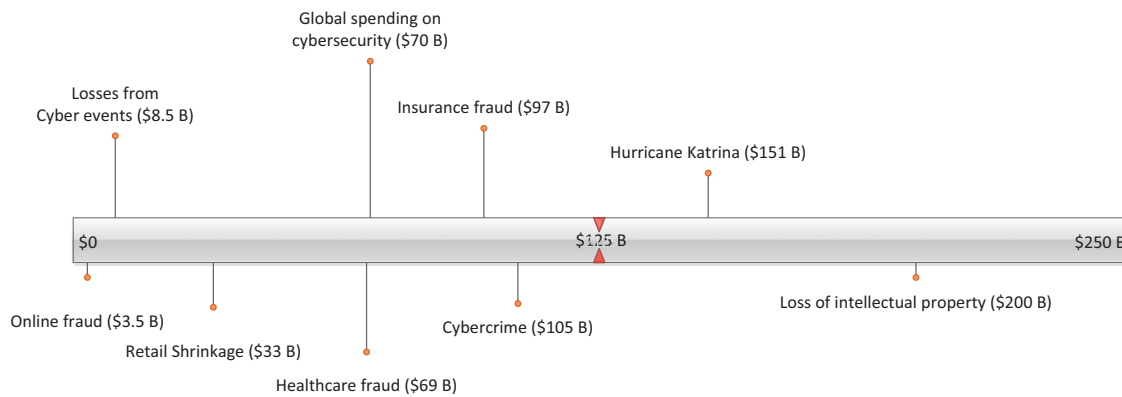 Global spending on
cybersecurity ($70 B)
Losses from
Cyber events ($8.5 B)
Insurance fraud ($97 B)
Hurricane Katrina ($151 B)
$0
$125 B
$250 B
Online fraud ($3.5 B)
Retail Shrinkage ($33 B)
Healthcare fraud ($69 B)
Cybercrime ($105 B)
Loss of intellectual property ($200 B)